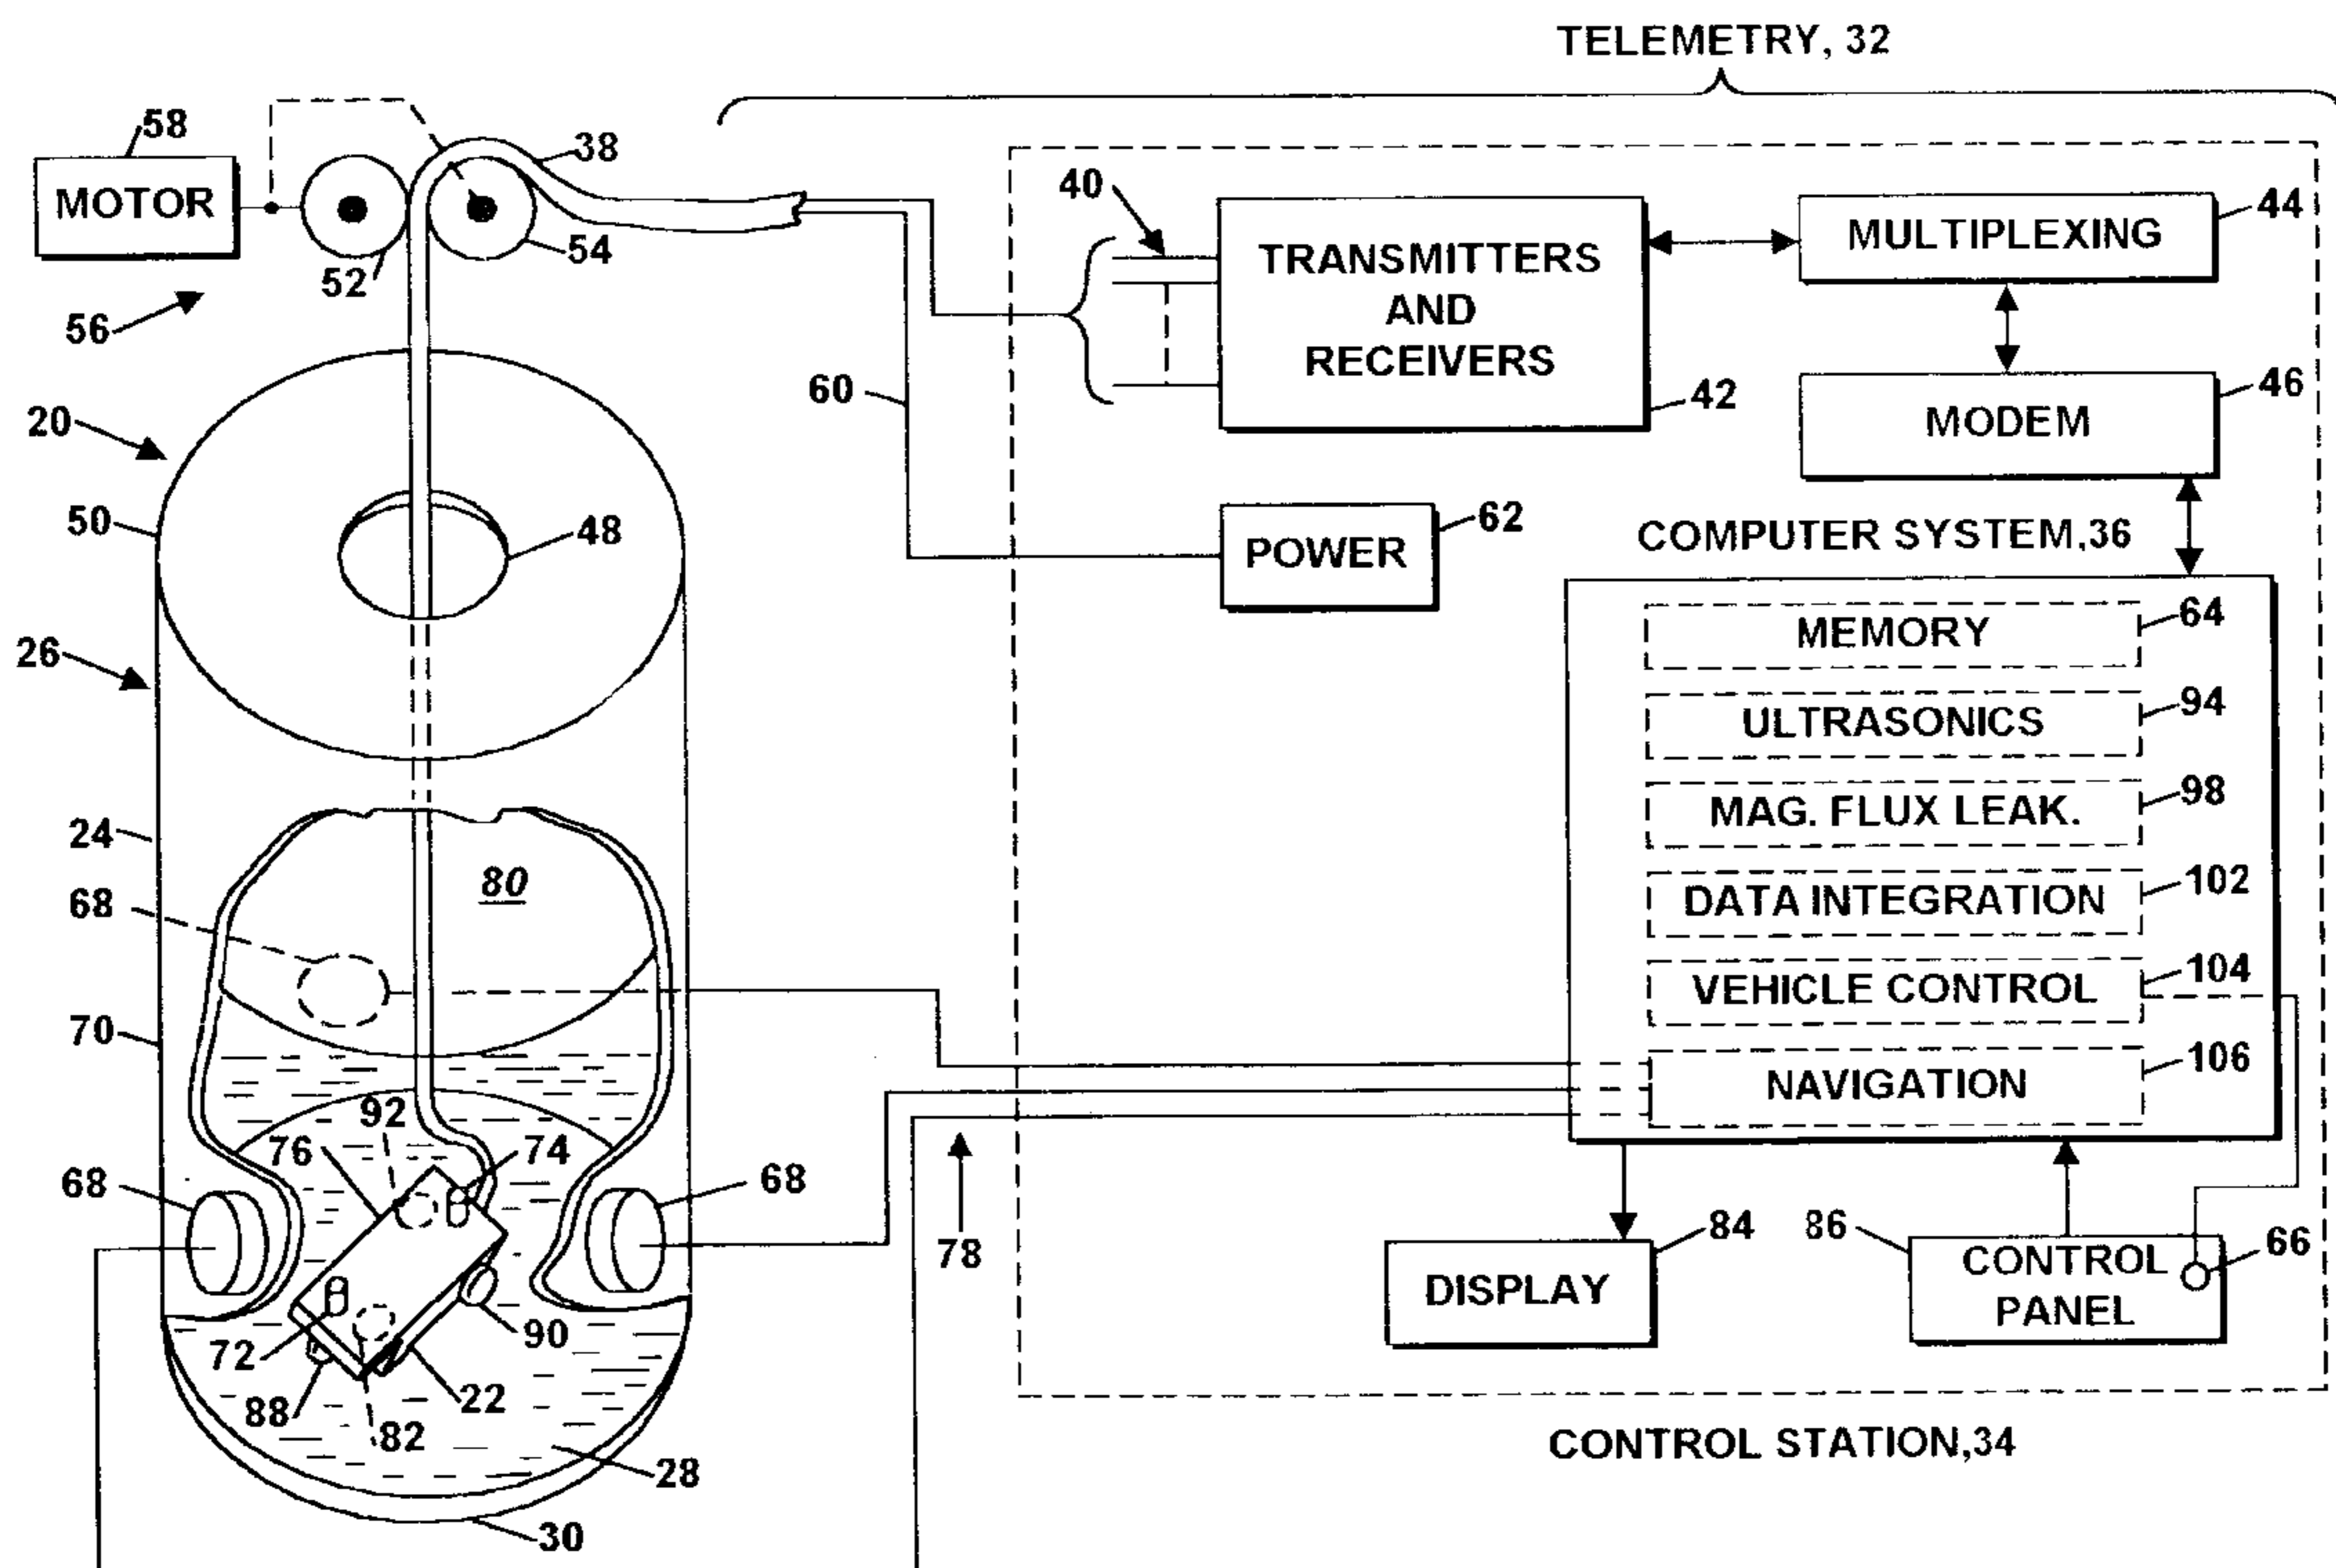 TELEMETRY, 32
58
MOTOR
38
52
54
56
40
TRANSMITTERS
AND
RECEIVERS
42
MULTIPLEXING
44
MODEM
46
60
POWER
62
20
50
48
26
24
COMPUTER SYSTEM,36
MEMORY
64
ULTRASONICS
94
MAG. FLUX LEAK.
98
DATA INTEGRATION
102
VEHICLE CONTROL
104
NAVIGATION
106
80
68
70
92
76
74
68
68
78
72
90
88
22
82
28
30
DISPLAY
84
86
CONTROL
PANEL
66
CONTROL STATION,34